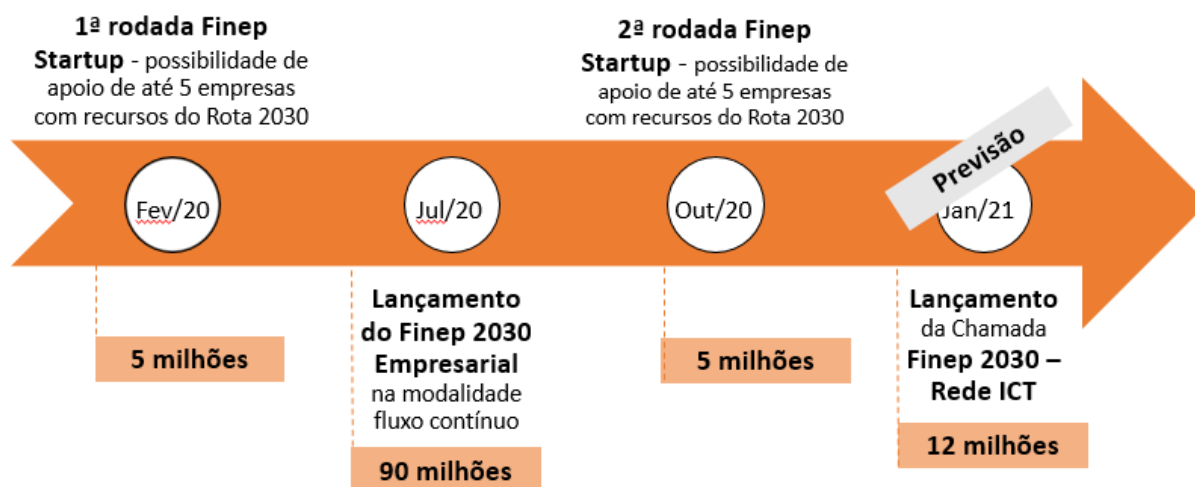 1ª rodada Finep
Startup - possibilidade de
apoio de até 5 empresas
com recursos do Rota 2030
2ª rodada Finep
Startup - possibilidade de
apoio de até 5 empresas
com recursos do Rota 2030
Previsão
Fev/20
Jul/20
Out/20
Jan/21
5 milhões
Lançamento
do Finep 2030
Empresarial
na modalidade
fluxo contínuo
90 milhões
5 milhões
Lançamento
da Chamada
Finep 2030 –
Rede ICT
12 milhões